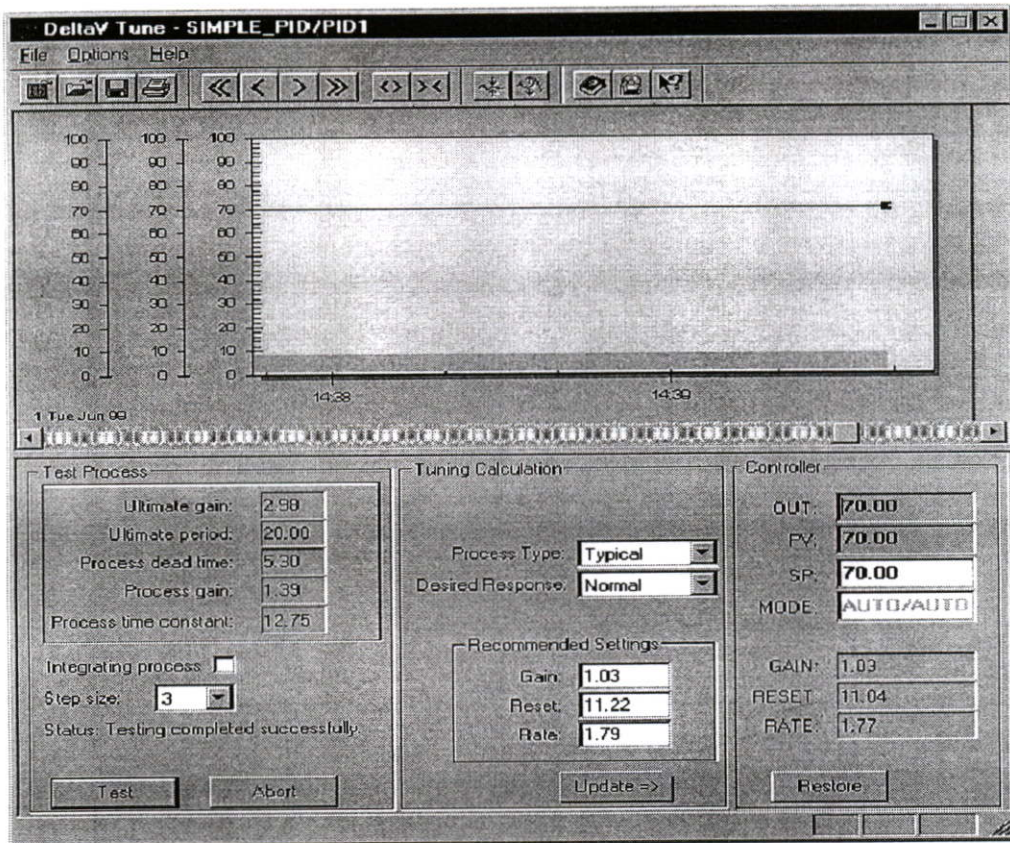 DeltaV Tune - SIMPLE_PID/PID1
File Options Help
100 100 100
90 90 90
80 80 80
70 70 70
60 60 60
50 50 50
40 40 40
30 30 30
20 20 20
10 10 10
0 0 0
14:38 14:39
1 Tue Jun 99
Test Process
Ultimate gain: 2.98
Ultimate period: 20.00
Process dead time: 5.30
Process gain: 1.39
Process time constant: 12.75
Integrating process
Step size: 3
Status: Testing completed successfully.
Test Abort
Tuning Calculation
Process Type: Typical
Desired Response: Normal
Recommended Settings
Gain: 1.03
Reset: 11.22
Rate: 1.79
Update =>
Controller
OUT: 70.00
PV: 70.00
SP: 70.00
MODE: AUTO/AUTO
GAIN: 1.03
RESET 11.04
RATE: 1.77
Restore